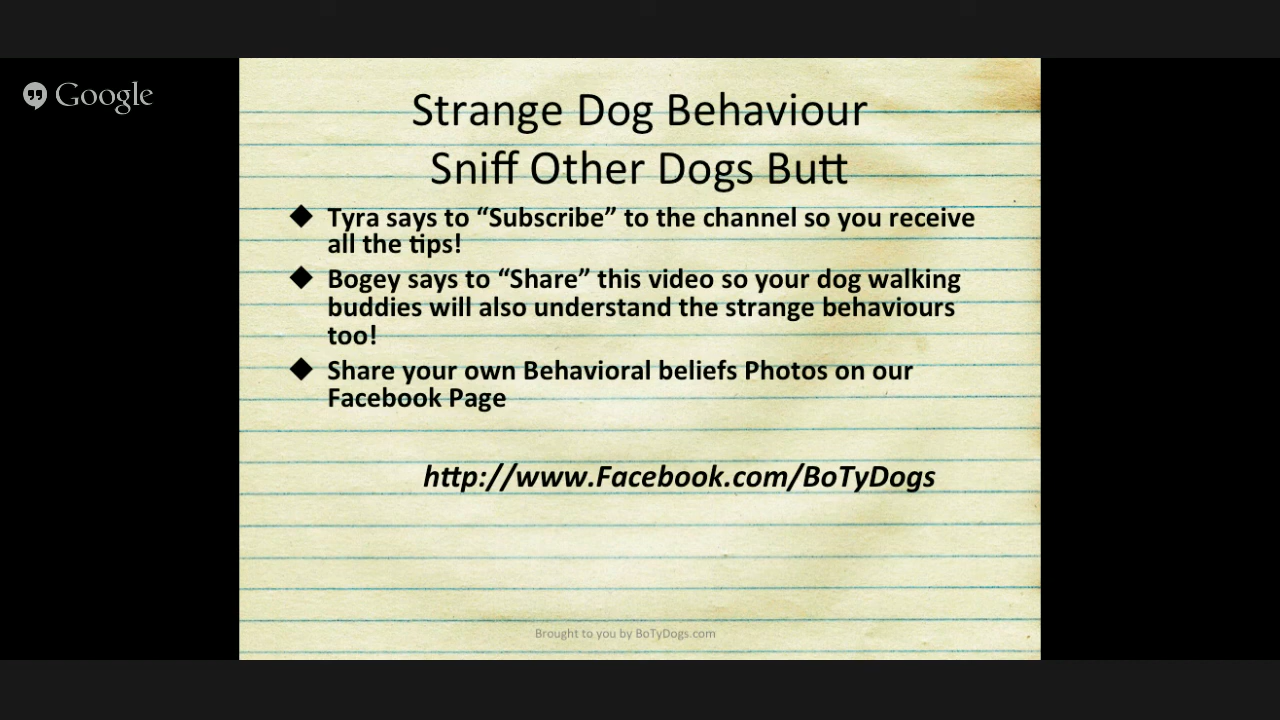 Google
Strange Dog Behaviour
Sniff Other Dogs Butt
Tyra says to “Subscribe” to the channel so you receive
all the tips!
Bogey says to “Share” this video so your dog walking
buddies will also understand the strange behaviours
too!
Share your own Behavioral beliefs Photos on our
Facebook Page
http://www.Facebook.com/BoTyDogs
Brought to you by BoTyDogs.com